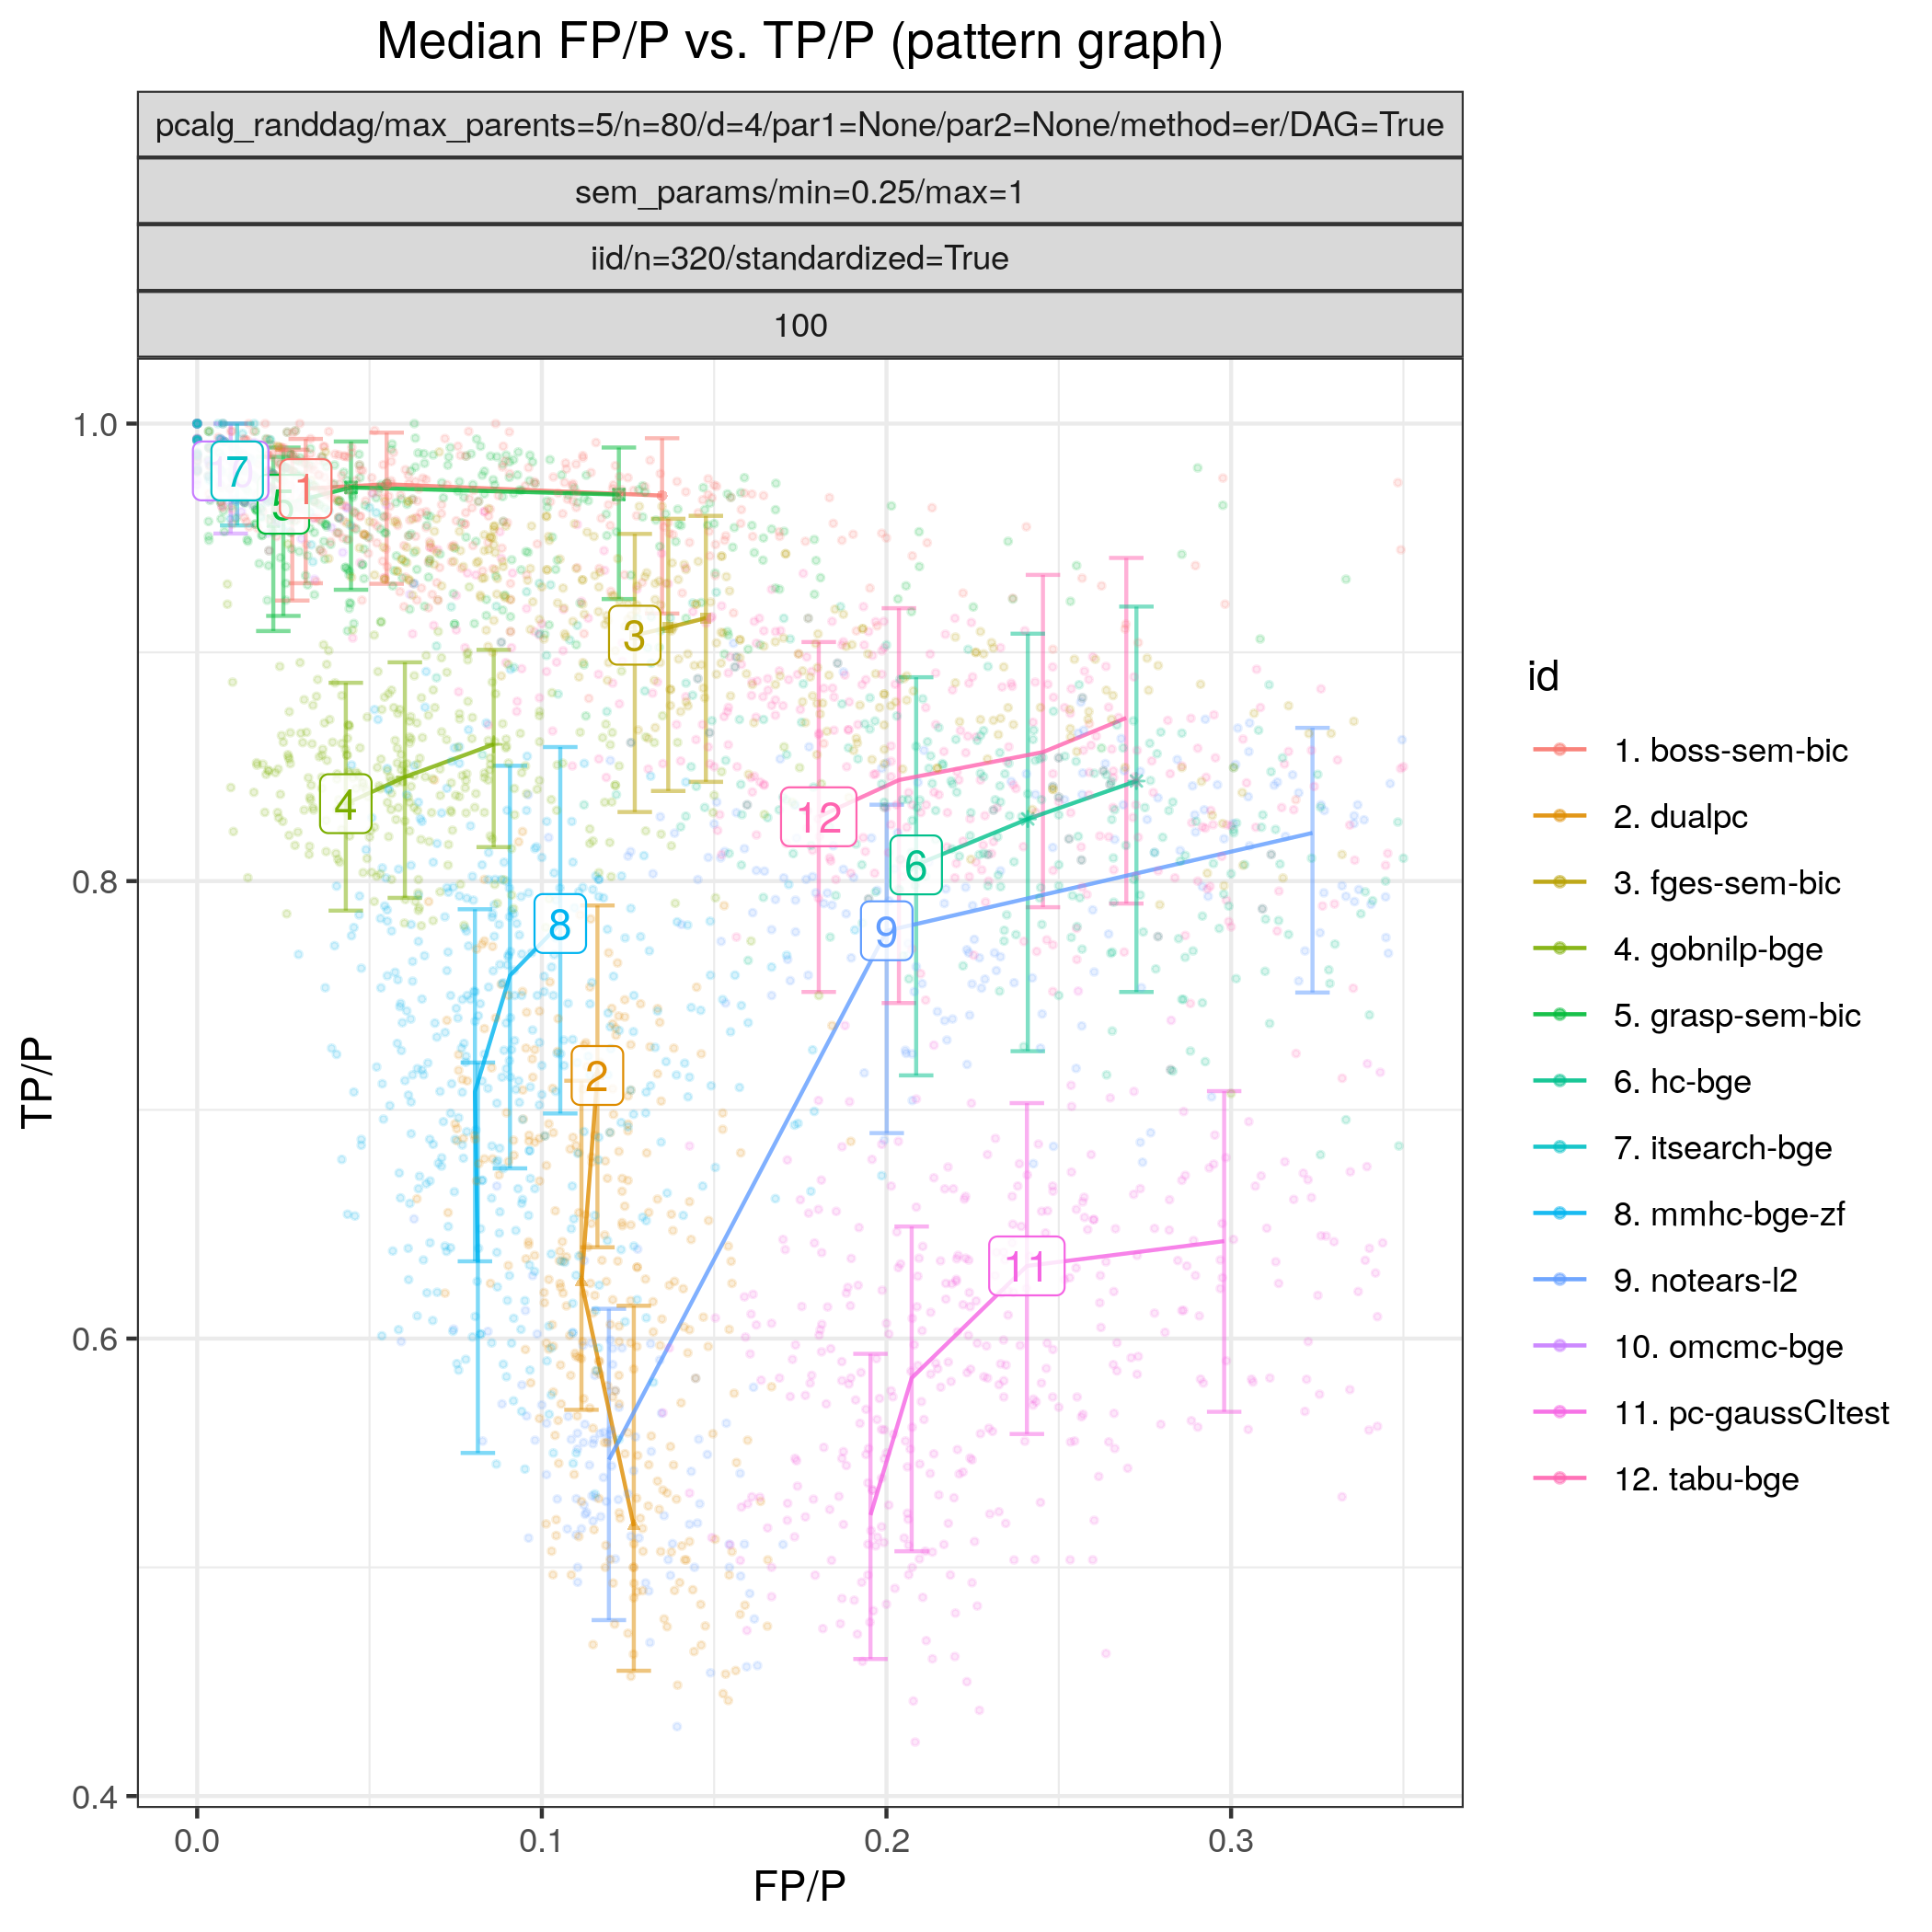 Median FP/P vs. TP/P (pattern graph)
pcalg_randdag/max_parents=5/n=80/d=4/par1=None/par2=None/method=er/DAG=True
sem_params/min=0.25/max=1
iid/n=320/standardized=True
100
1.0
0.8
0.6
0.4
TP/P
7
5
1
3
4
12
6
8
9
2
11
0.0
0.1
0.2
0.3
FP/P
id
1. boss-sem-bic
2. dualpc
3. fges-sem-bic
4. gobnilp-bge
5. grasp-sem-bic
6. hc-bge
7. itsearch-bge
8. mmhc-bge-zf
9. notears-l2
10. omcmc-bge
11. pc-gaussCItest
12. tabu-bge